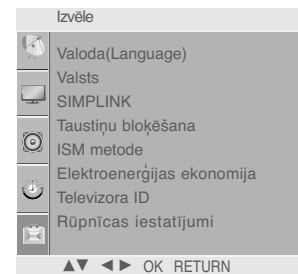 Izvēle
Valoda(Language)
Valsts
SIMPLINK
Taustiņu bloķēšana
ISM metode
Elektroenerģijas ekonomija
Televizora ID
Rūpnīcas iestatījumi
▲▼ ◄► OK RETURN